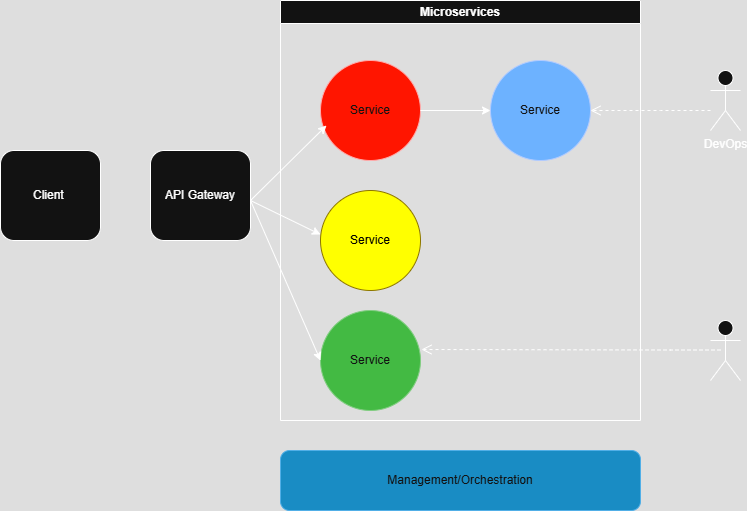 Microservices
Service
Service
DevOps
Client
API Gateway
Service
Service
Management/Orchestration